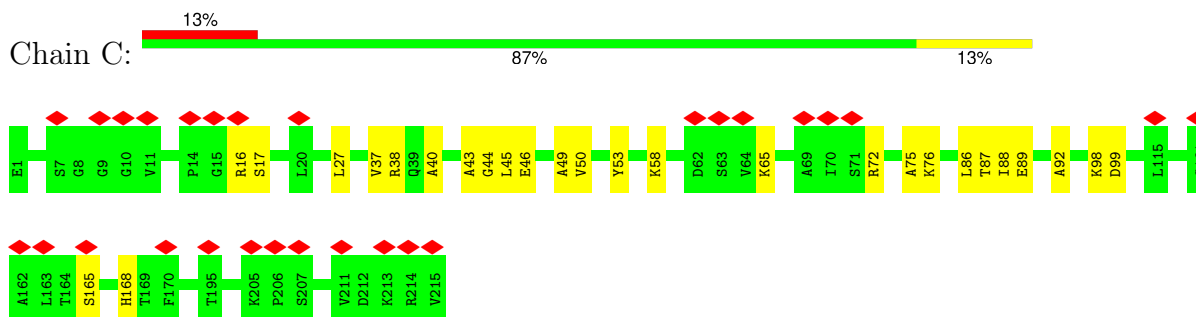 13%
Chain C:
87% 13%
E1 S7 G8 G9 G10 V11 P14 G15 R16 S17 L20 L27 V37 R38 Q39 A40 A43 G44 L45 E46 A49 V50 Y53 K58 D62 S63 V64 K65 A69 I70 S71 R72 A75 K76 L86 T87 I88 E89 A92 K98 D99 L115
A162 L163 T164 S165 H168 T169 F170 T195 K205 P206 S207 V211 D212 K213 R214 V215